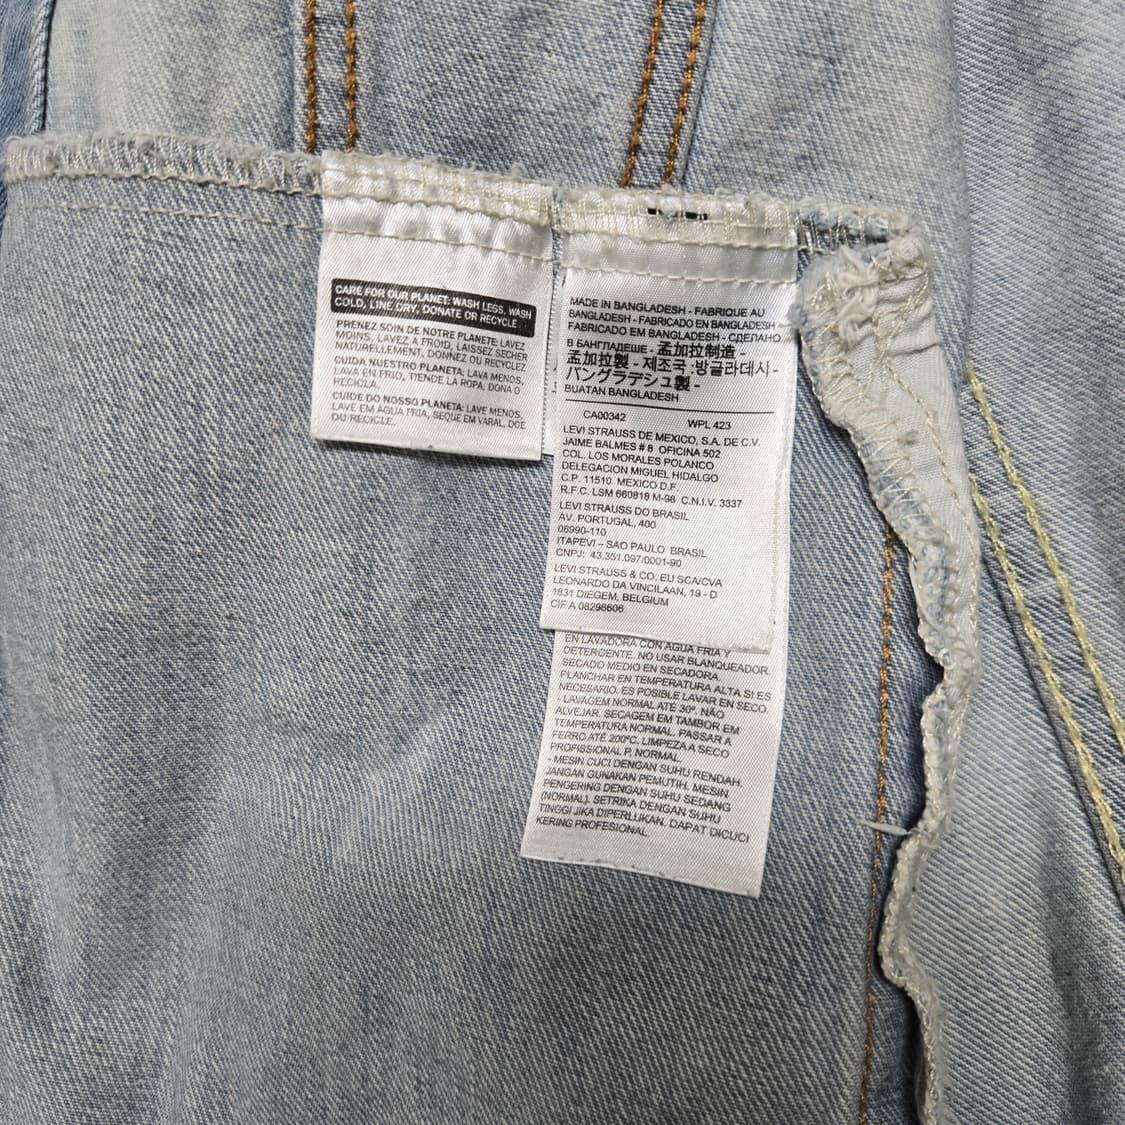 CARE FOR OUR PLANET: WASH LESS, WASH
COLD, LINE DRY, DONATE OR RECYCLE.
PRENEZ SOIN DE NOTRE PLANETE: LAVEZ
MOINS, LAVEZ A FROID, LAISSEZ SECHER
NATURELLEMENT, DONNEZ OU RECYCLEZ.
CUIDA NUESTRO PLANETA: LAVA MENOS,
LAVA EN FRIO, TIENDE LA ROPA, DONA O
RECICLA.
CUIDE DO NOSSO PLANETA: LAVE MENOS,
LAVE EM ÁGUA FRIA, SEQUE EM VARAL, DOE
OU RECICLE.
MADE IN BANGLADESH - FABRIQUE AU
BANGLADESH - FABRICADO EN BANGLADESH -
FABRICADO EM BANGLADESH - СДЕЛАНО
В БАНГЛАДЕШЕ - 孟加拉制造 -
孟加拉製 - 제조국 :방글라데시 -
バングラデシュ製 -
BUATAN BANGLADESH
CA00342 WPL 423
LEVI STRAUSS DE MEXICO, S.A. DE C.V.
JAIME BALMES # 8 OFICINA 502
COL. LOS MORALES POLANCO
DELEGACION MIGUEL HIDALGO
C.P. 11510 MEXICO D.F.
R.F.C. LSM 660818 M-98 C.N.I.V. 3337
LEVI STRAUSS DO BRASIL
AV. PORTUGAL, 400
06990-110
ITAPEVI – SAO PAULO BRASIL
CNPJ: 43.351.097/0001-90
LEVI STRAUSS & CO. EU SCA/CVA
LEONARDO DA VINCILAAN, 19 - D
1831 DIEGEM, BELGIUM
CIF A 08298606
EN LAVADORA CON AGUA FRIA Y
DETERGENTE. NO USAR BLANQUEADOR.
SECADO MEDIO EN SECADORA.
PLANCHAR EN TEMPERATURA ALTA SI ES
NECESARIO. ES POSIBLE LAVAR EN SECO.
- LAVAGEM NORMAL ATÉ 30º. NÃO
ALVEJAR. SECAGEM EM TAMBOR EM
TEMPERATURA NORMAL. PASSAR A
FERRO ATÉ 200ºC. LIMPEZA A SECO
PROFISSIONAL P, NORMAL.
- MESIN CUCI DENGAN SUHU RENDAH.
JANGAN GUNAKAN PEMUTIH. MESIN
PENGERING DENGAN SUHU SEDANG
(NORMAL). SETRIKA DENGAN SUHU
TINGGI JIKA DIPERLUKAN. DAPAT DICUCI
KERING PROFESIONAL.